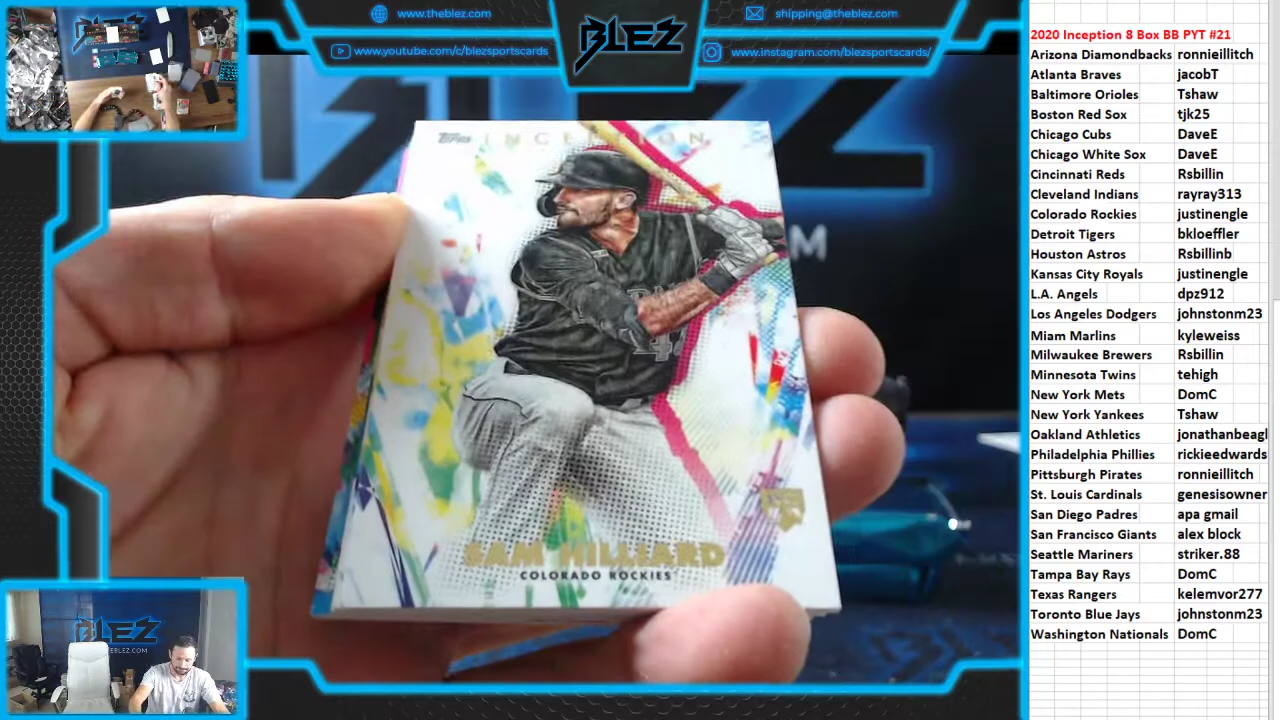 www.theblez.com
www.youtube.com/c/blezsportscards
BLEZ
shipping@theblez.com
www.instagram.com/blezsportscards/
Topps INCEPTION
SAM HILLIARD
COLORADO ROCKIES
BLEZ
2020 Inception 8 Box BB PYT #21
Arizona Diamondbacks ronnieillitch
Atlanta Braves jacobT
Baltimore Orioles Tshaw
Boston Red Sox tjk25
Chicago Cubs DaveE
Chicago White Sox DaveE
Cincinnati Reds Rsbillin
Cleveland Indians rayray313
Colorado Rockies justinengle
Detroit Tigers bkloeffler
Houston Astros Rsbillinb
Kansas City Royals justinengle
L.A. Angels dpz912
Los Angeles Dodgers johnstonm23
Miam Marlins kyleweiss
Milwaukee Brewers Rsbillin
Minnesota Twins tehigh
New York Mets DomC
New York Yankees Tshaw
Oakland Athletics jonathanbeagl
Philadelphia Phillies rickieedwards
Pittsburgh Pirates ronnieillitch
St. Louis Cardinals genesisowner
San Diego Padres apa gmail
San Francisco Giants alex block
Seattle Mariners striker.88
Tampa Bay Rays DomC
Texas Rangers kelemvor277
Toronto Blue Jays johnstonm23
Washington Nationals DomC